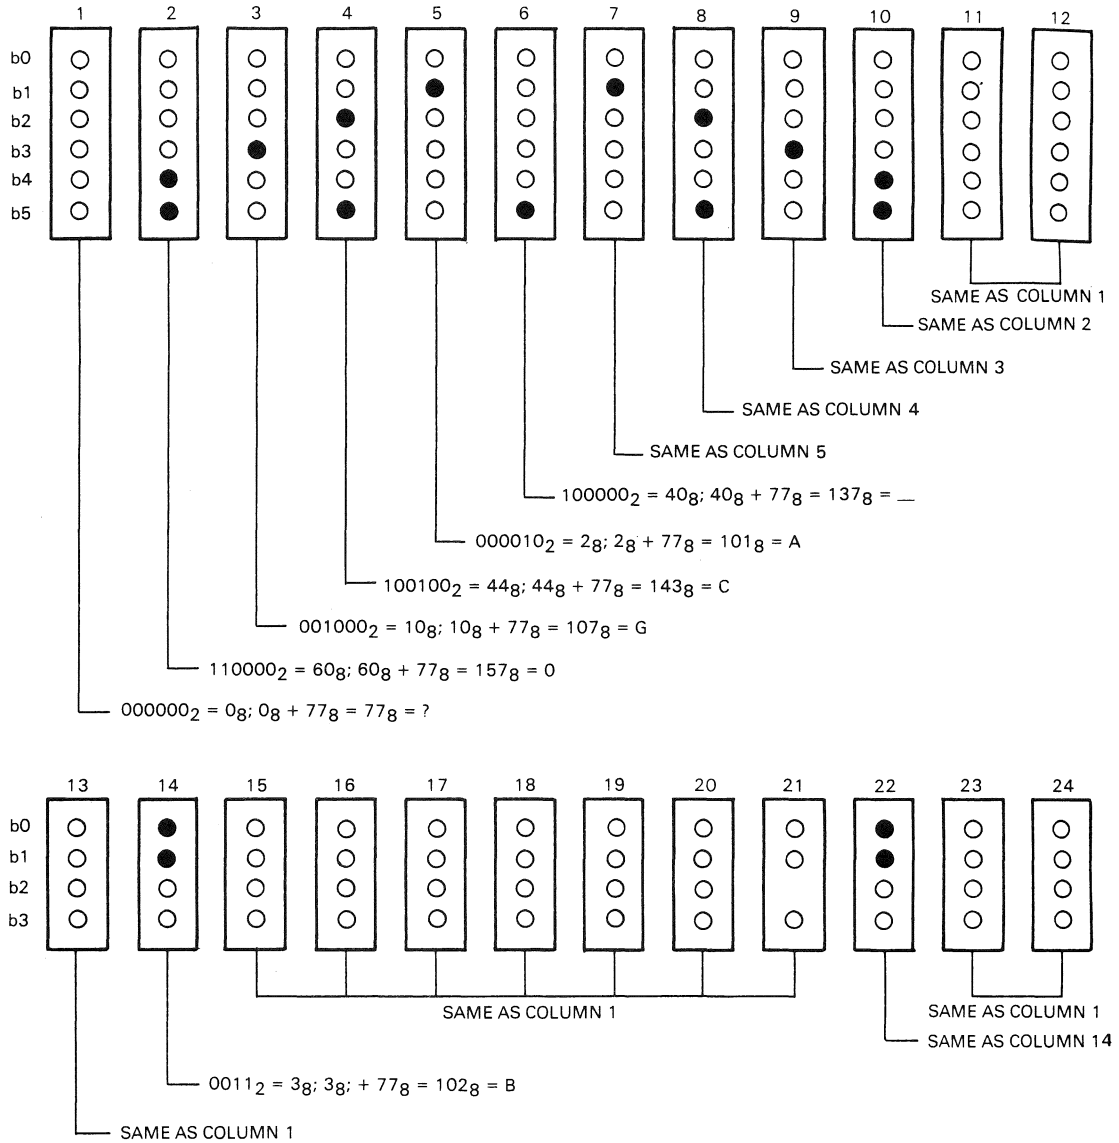 1 2 3 4 5 6 7 8 9 10 11 12
b0
b1
b2
b3
b4
b5
SAME AS COLUMN 1
SAME AS COLUMN 2
SAME AS COLUMN 3
SAME AS COLUMN 4
SAME AS COLUMN 5
100000₂ = 40₈; 40₈ + 77₈ = 137₈ = __
000010₂ = 2₈; 2₈ + 77₈ = 101₈ = A
100100₂ = 44₈; 44₈ + 77₈ = 143₈ = C
001000₂ = 10₈; 10₈ + 77₈ = 107₈ = G
110000₂ = 60₈; 60₈ + 77₈ = 157₈ = 0
000000₂ = 0₈; 0₈ + 77₈ = 77₈ = ?
13 14 15 16 17 18 19 20 21 22 23 24
b0
b1
b2
b3
SAME AS COLUMN 1
SAME AS COLUMN 1
SAME AS COLUMN 14
0011₂ = 3₈; 3₈; + 77₈ = 102₈ = B
SAME AS COLUMN 1